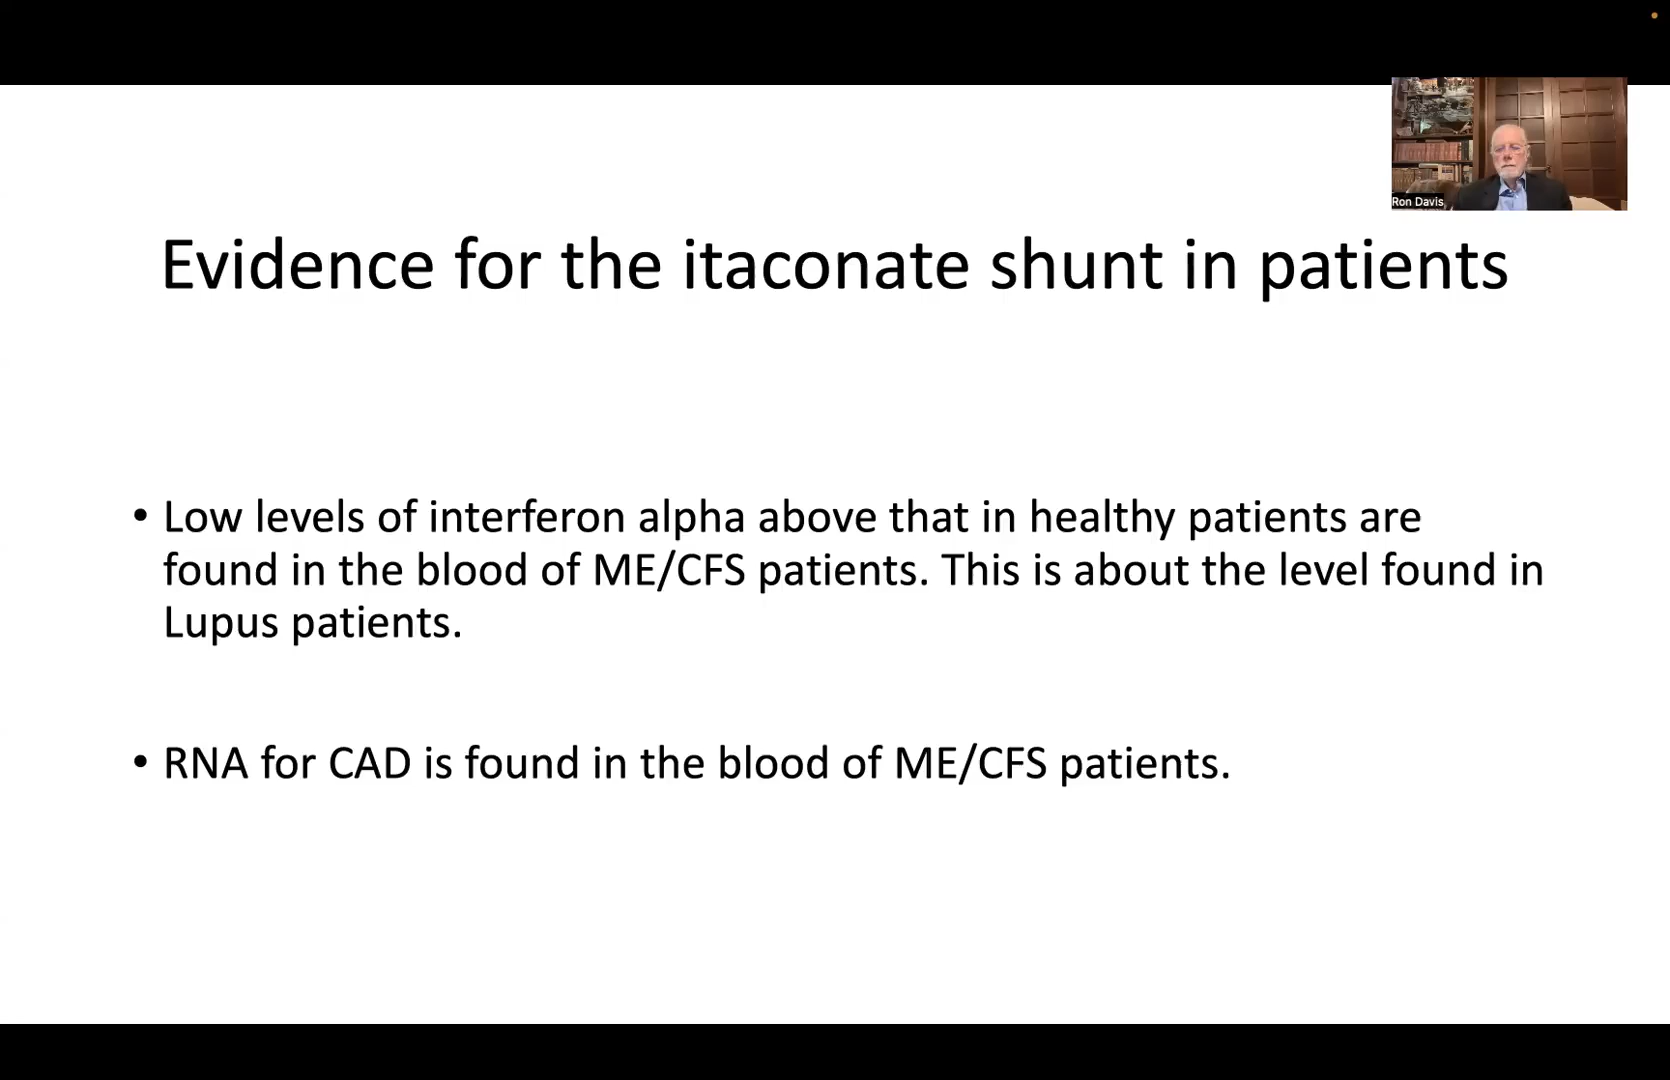 Ron Davis
Evidence for the itaconate shunt in patients
• Low levels of interferon alpha above that in healthy patients are
found in the blood of ME/CFS patients. This is about the level found in
Lupus patients.
• RNA for CAD is found in the blood of ME/CFS patients.